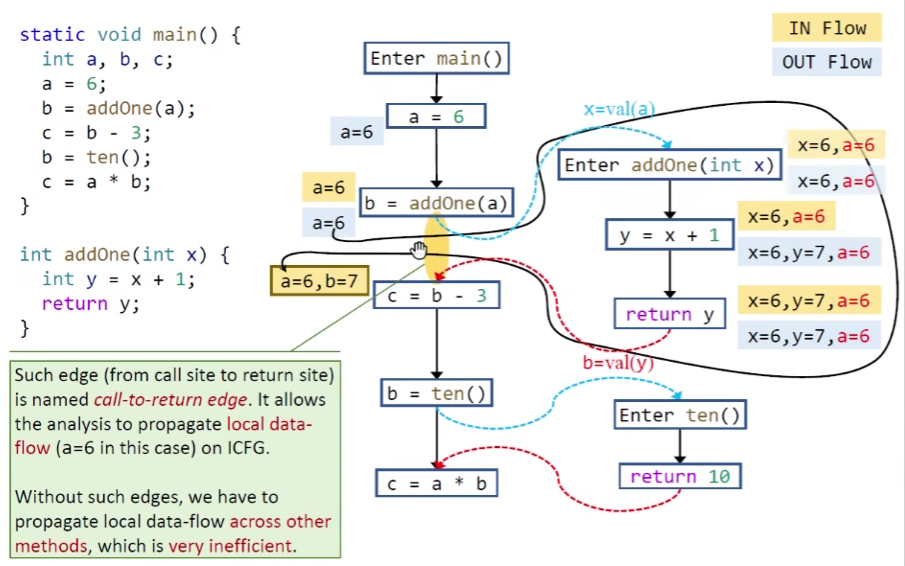 static void main() {
int a, b, c;
a = 6;
b = addOne(a);
c = b - 3;
b = ten();
c = a * b;
}
int addOne(int x) {
int y = x + 1;
return y;
}
Such edge (from call site to return site)
is named call-to-return edge. It allows
the analysis to propagate local data-
flow (a=6 in this case) on ICFG.
Without such edges, we have to
propagate local data-flow across other
methods, which is very inefficient.
Enter main()
a = 6
a=6
a=6
b = addOne(a)
a=6
a=6,b=7
c = b - 3
b = ten()
c = a * b
x=val(a)
b=val(y)
IN Flow
OUT Flow
Enter addOne(int x)
x=6,a=6
x=6,a=6
y = x + 1
x=6,a=6
x=6,y=7,a=6
return y
x=6,y=7,a=6
x=6,y=7,a=6
Enter ten()
return 10